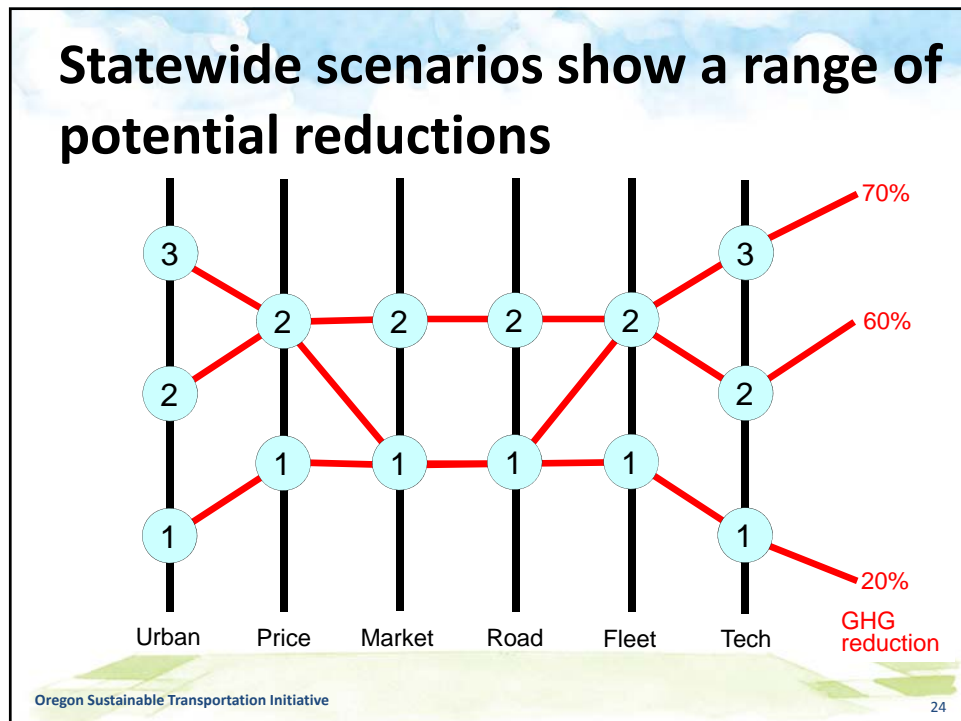 Statewide scenarios show a range of
potential reductions
70%
3 3
2 2 2 2 60%
2 2
1 1 1 1
1 1
20%
Urban Price Market Road Fleet Tech GHG
reduction
Oregon Sustainable Transportation Initiative 24